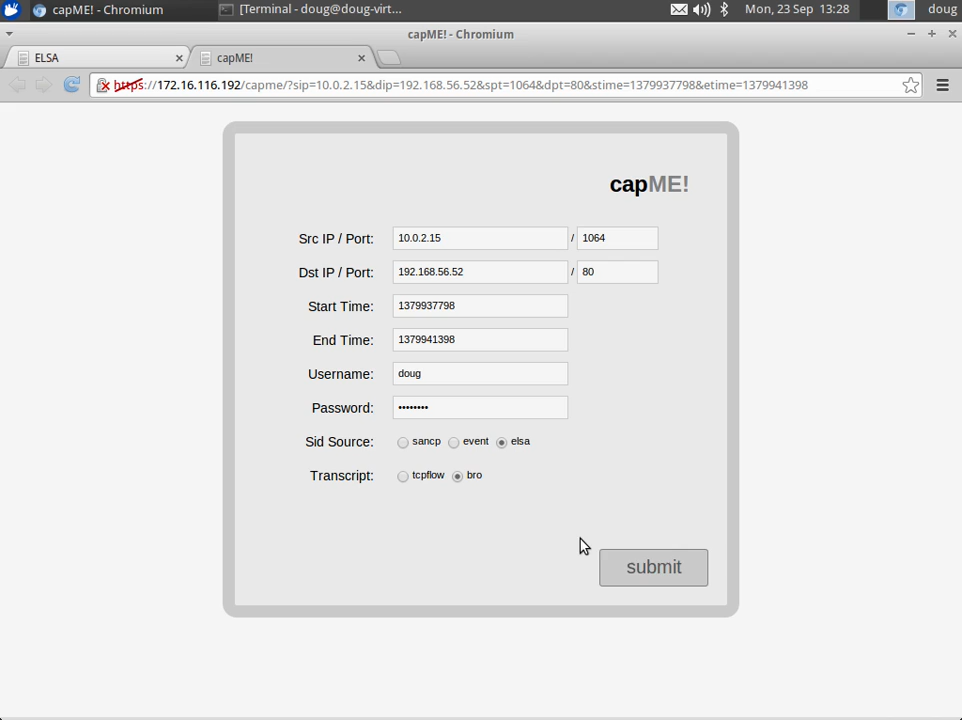 capME! - Chromium [Terminal - doug@doug-virt... Mon, 23 Sep 13:28 doug
capME! - Chromium
ELSA capME!
https://172.16.116.192/capme/?sip=10.0.2.15&dip=192.168.56.52&spt=1064&dpt=80&stime=1379937798&etime=1379941398
capME!
Src IP / Port: 10.0.2.15 / 1064
Dst IP / Port: 192.168.56.52 / 80
Start Time: 1379937798
End Time: 1379941398
Username: doug
Password: ••••••••
Sid Source: sancp event elsa
Transcript: tcpflow bro
submit